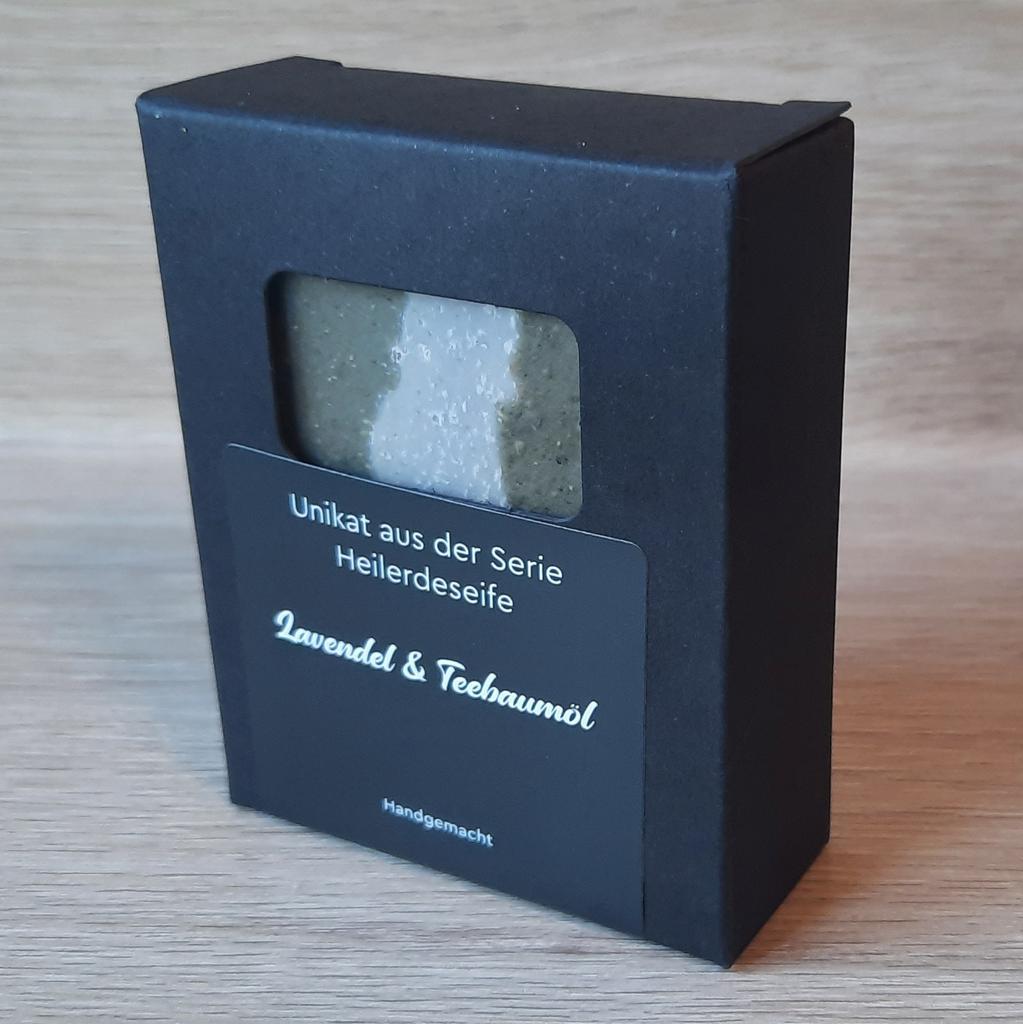 Unikat aus der Serie
Heilerdeseife
Lavendel & Teebaumöl
Handgemacht